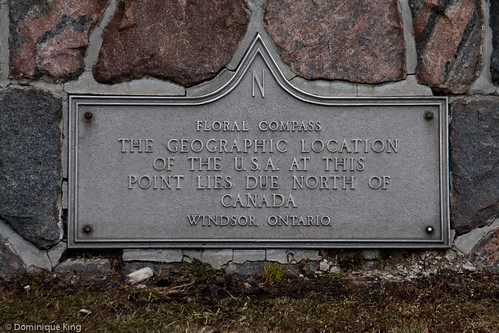 N
FLORAL COMPASS
THE GEOGRAPHIC LOCATION
OF THE U.S.A. AT THIS
POINT LIES DUE NORTH OF
CANADA
WINDSOR, ONTARIO.
© Dominique King